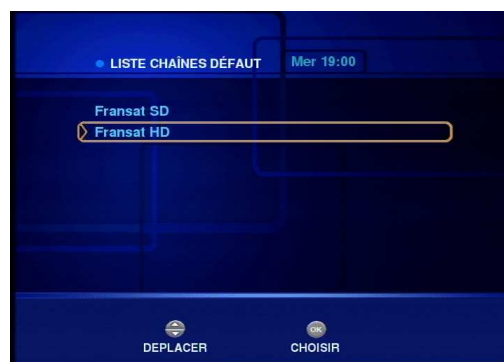 LISTE CHAÎNES DÉFAUT
Mer 19:00
Fransat SD
Fransat HD
OK
DEPLACER
CHOISIR